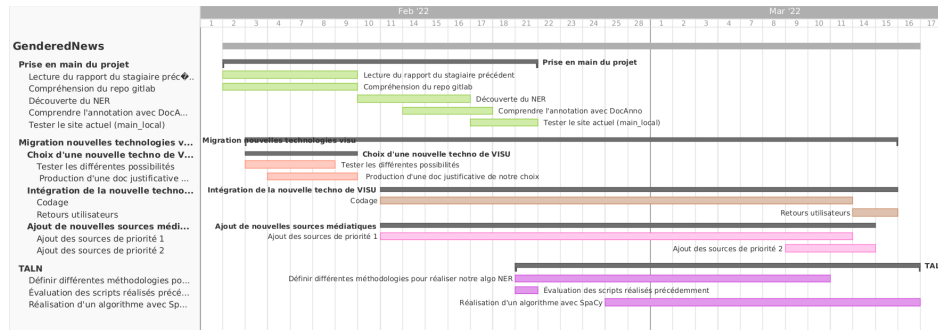 Feb '22 Mar '22
1 2 3 4 7 8 9 10 11 14 15 16 17 18 21 22 23 24 25 28 1 2 3 4 7 8 9 10 11 14 15 16 17
GenderedNews
Prise en main du projet Prise en main du projet
Lecture du rapport du stagiaire préc�.. Lecture du rapport du stagiaire précédent
Compréhension du repo gitlab Compréhension du repo gitlab
Découverte du NER Découverte du NER
Comprendre l'annotation avec DocA... Comprendre l'annotation avec DocAnno
Tester le site actuel (main_local) Tester le site actuel (main_local)
Migration nouvelles technologies v... Migration nouvelles technologies visu
Choix d'une nouvelle techno de V... Choix d'une nouvelle techno de VISU
Tester les différentes possibilités Tester les différentes possibilités
Production d'une doc justificative ... Production d'une doc justificative de notre choix
Intégration de la nouvelle techno... Intégration de la nouvelle techno de VISU
Codage Codage
Retours utilisateurs Retours utilisateurs
Ajout de nouvelles sources médi... Ajout de nouvelles sources médiatiques
Ajout des sources de priorité 1 Ajout des sources de priorité 1
Ajout des sources de priorité 2 Ajout des sources de priorité 2
TALN TALN
Définir différentes méthodologies po... Définir différentes méthodologies pour réaliser notre algo NER
Évaluation des scripts réalisés précé... Évaluation des scripts réalisés précédemment
Réalisation d'un algorithme avec Sp... Réalisation d'un algorithme avec SpaCy